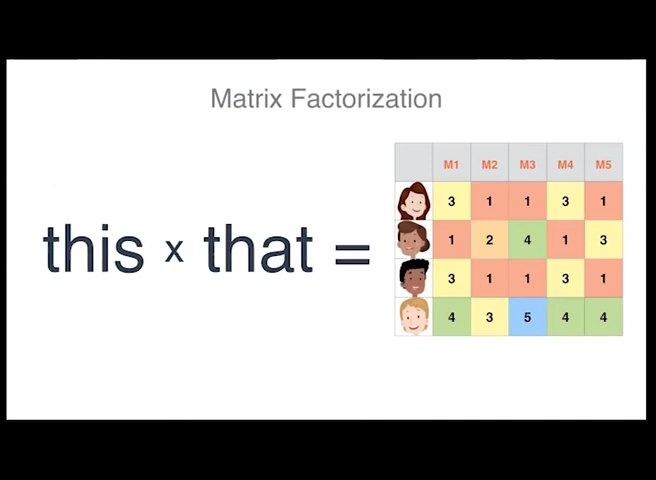 Matrix Factorization
this x that =
M1 M2 M3 M4 M5
3 1 1 3 1
1 2 4 1 3
3 1 1 3 1
4 3 5 4 4